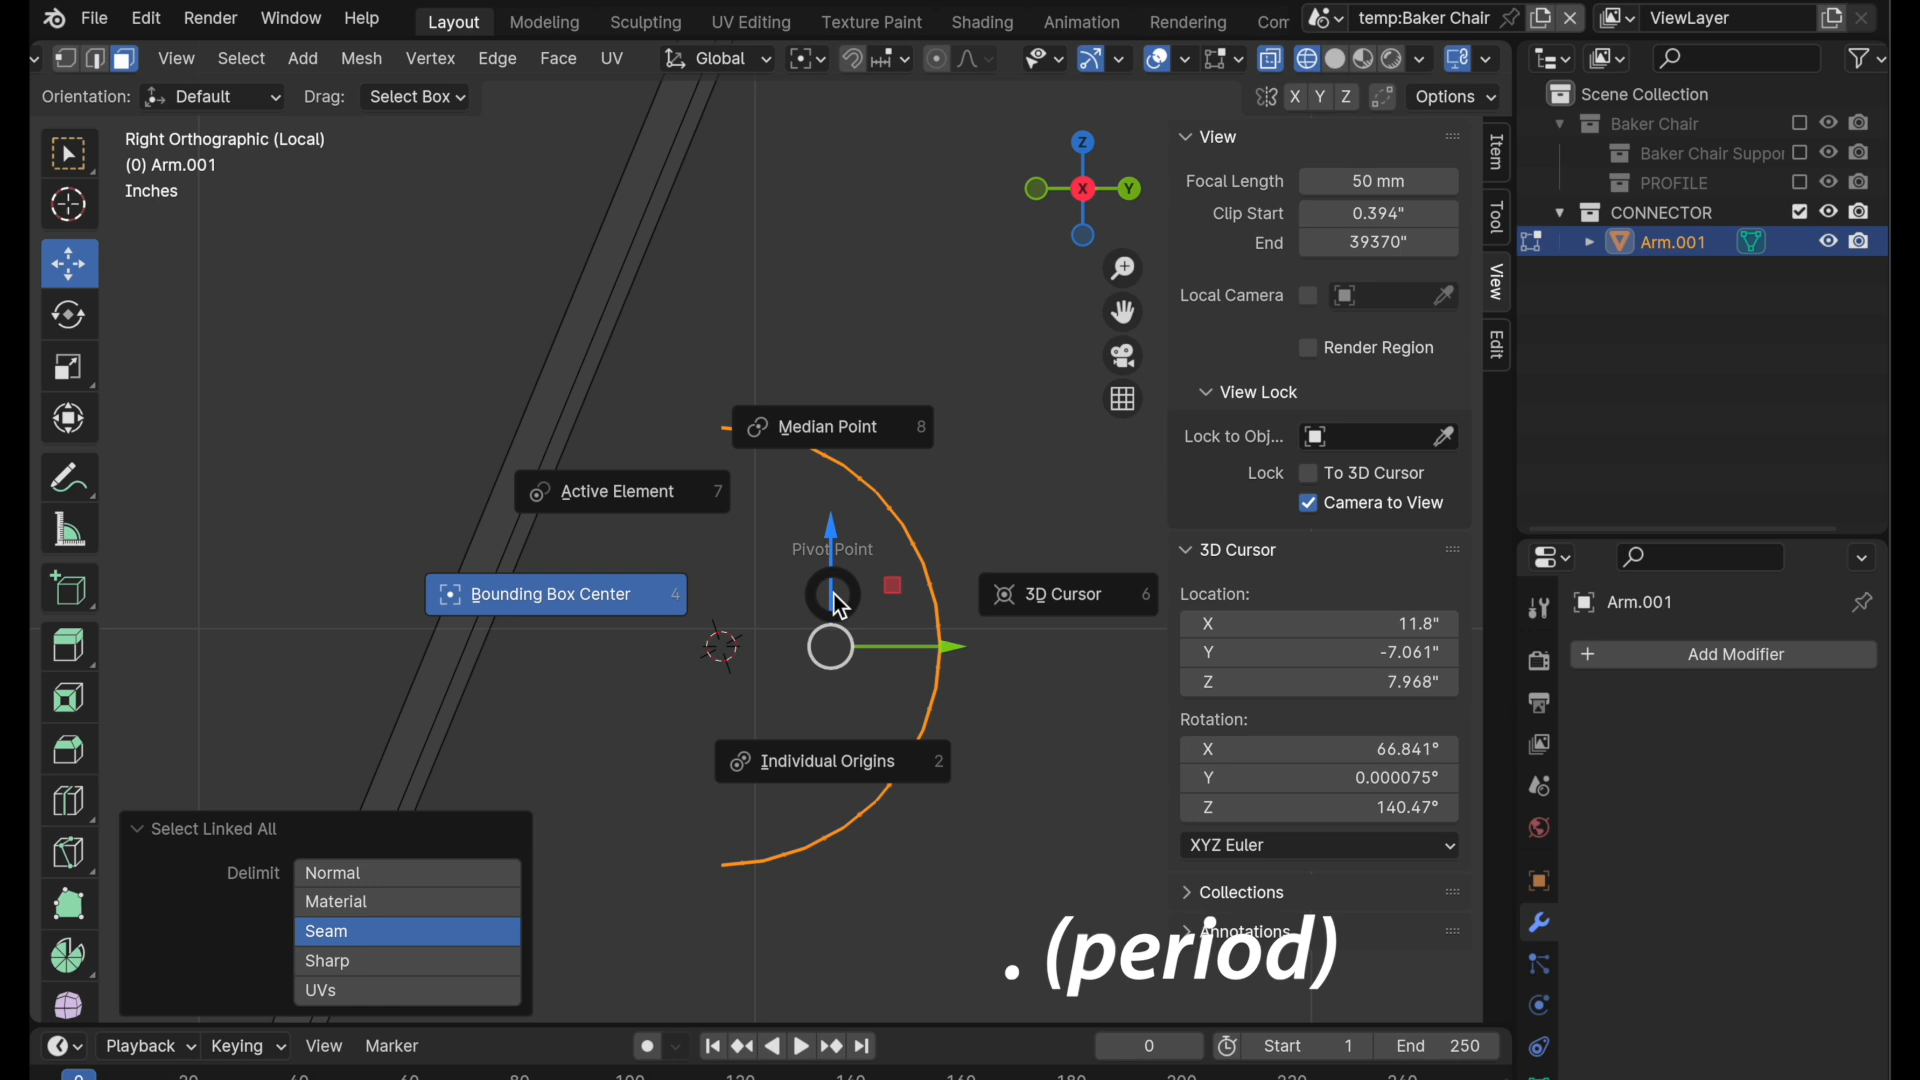 File Edit Render Window Help Layout Modeling Sculpting UV Editing Texture Paint Shading Animation Rendering temp:Baker Chair ViewLayer
View Select Add Mesh Vertex Edge Face UV Global
Orientation: Default Drag: Select Box X Y Z Options
Right Orthographic (Local)
(0) Arm.001
Inches
Z
X
Y
Median Point 8
Active Element 7
Pivot Point
Bounding Box Center 4
3D Cursor 6
Individual Origins 2
Select Linked All
Delimit Normal
Material
Seam
Sharp
UVs
View
Focal Length 50 mm
Clip Start 0.394"
End 39370"
Local Camera
Render Region
View Lock
Lock to Obj...
Lock To 3D Cursor
Camera to View
3D Cursor
Location:
X 11.8"
Y -7.061"
Z 7.968"
Rotation:
X 66.841°
Y 0.000075°
Z 140.47°
XYZ Euler
Collections
Annotations
. (period)
Item
Tool
View
Edit
Scene Collection
Baker Chair
Baker Chair Suppor
PROFILE
CONNECTOR
Arm.001
Arm.001
+ Add Modifier
Playback Keying View Marker 0 Start 1 End 250